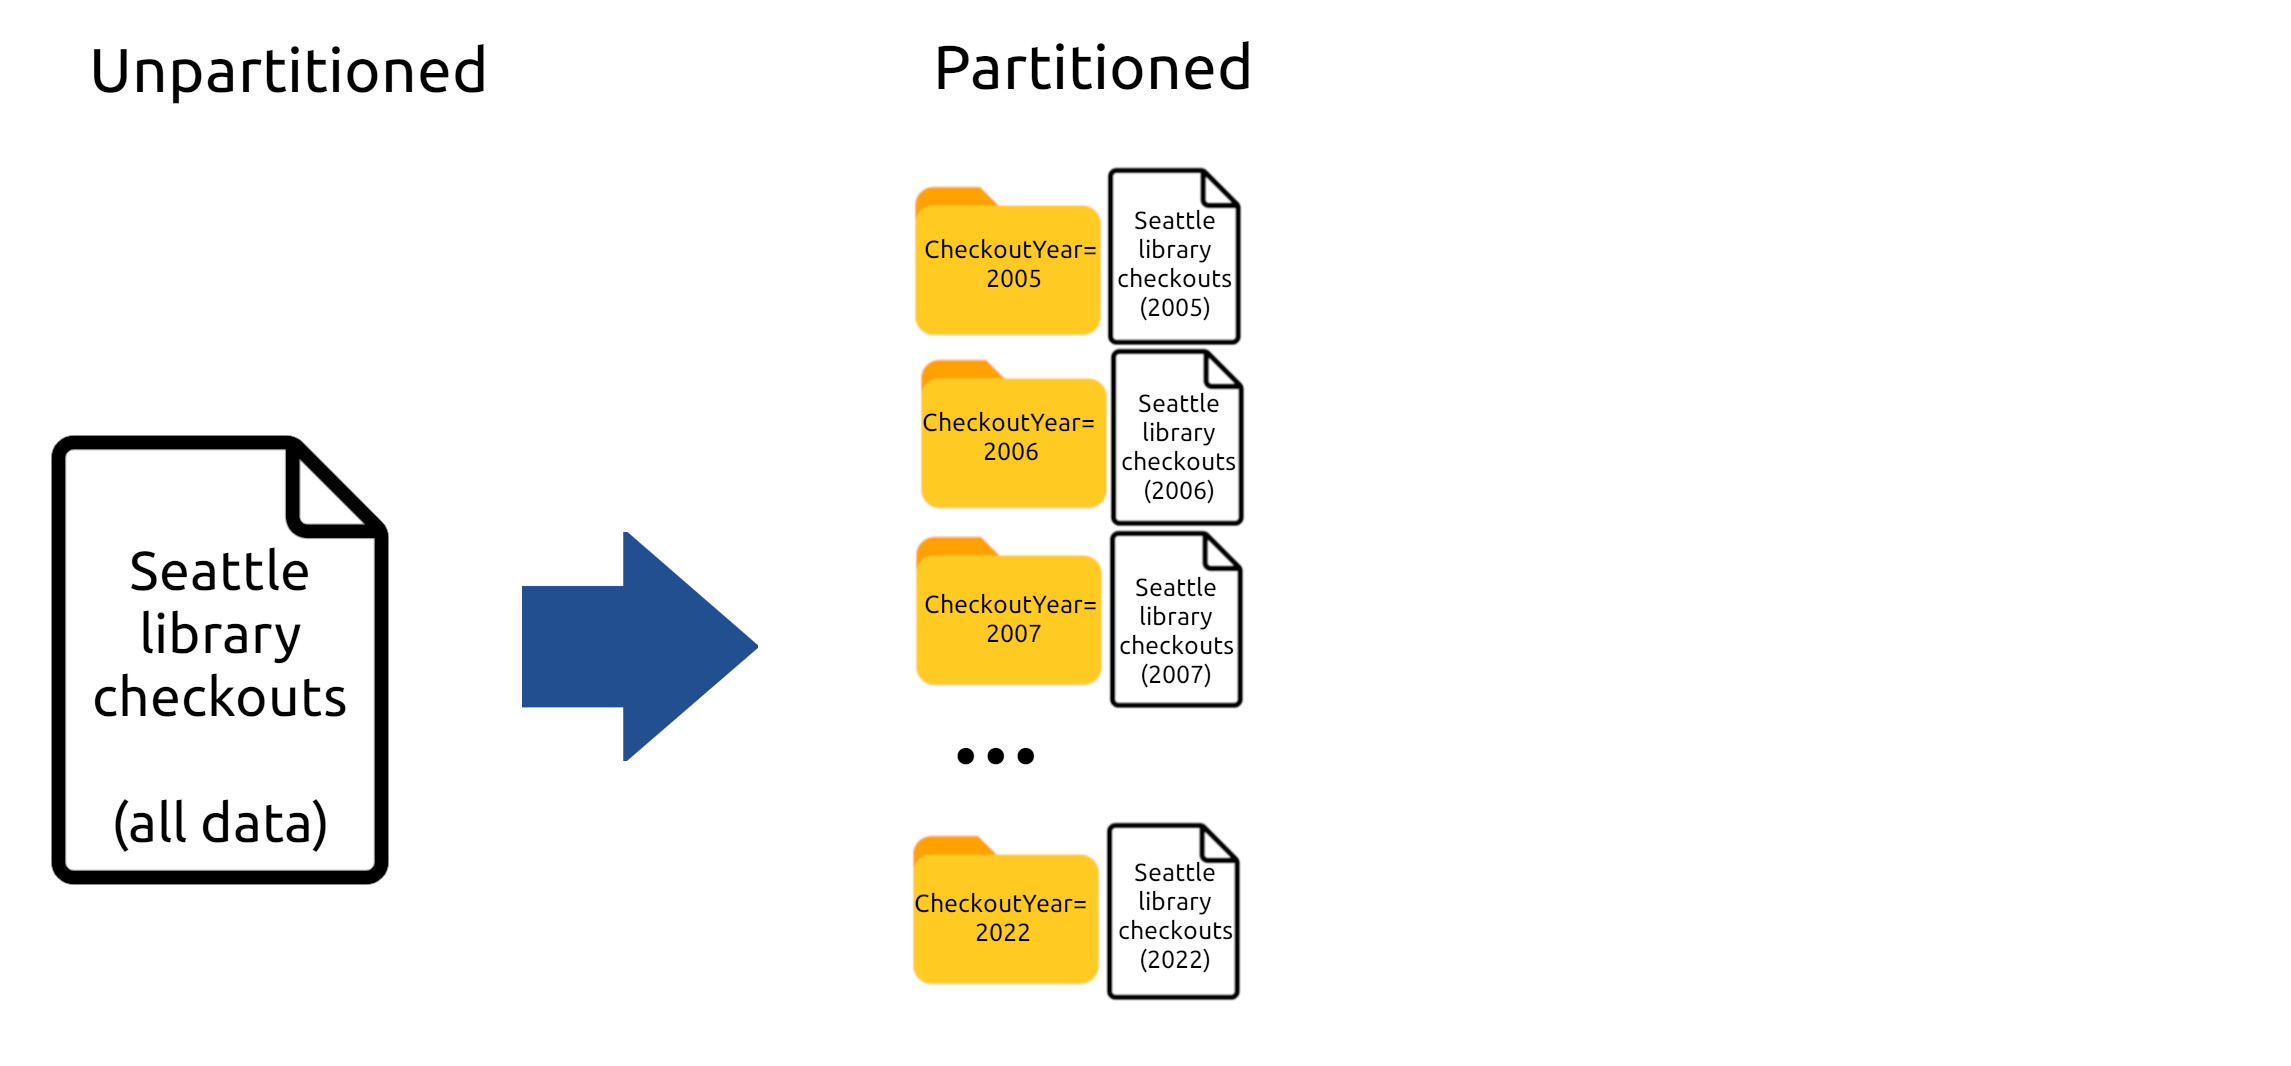 Unpartitioned
Partitioned
Seattle
library
checkouts
(all data)
CheckoutYear=
2005
Seattle
library
checkouts
(2005)
CheckoutYear=
2006
Seattle
library
checkouts
(2006)
CheckoutYear=
2007
Seattle
library
checkouts
(2007)
...
CheckoutYear=
2022
Seattle
library
checkouts
(2022)